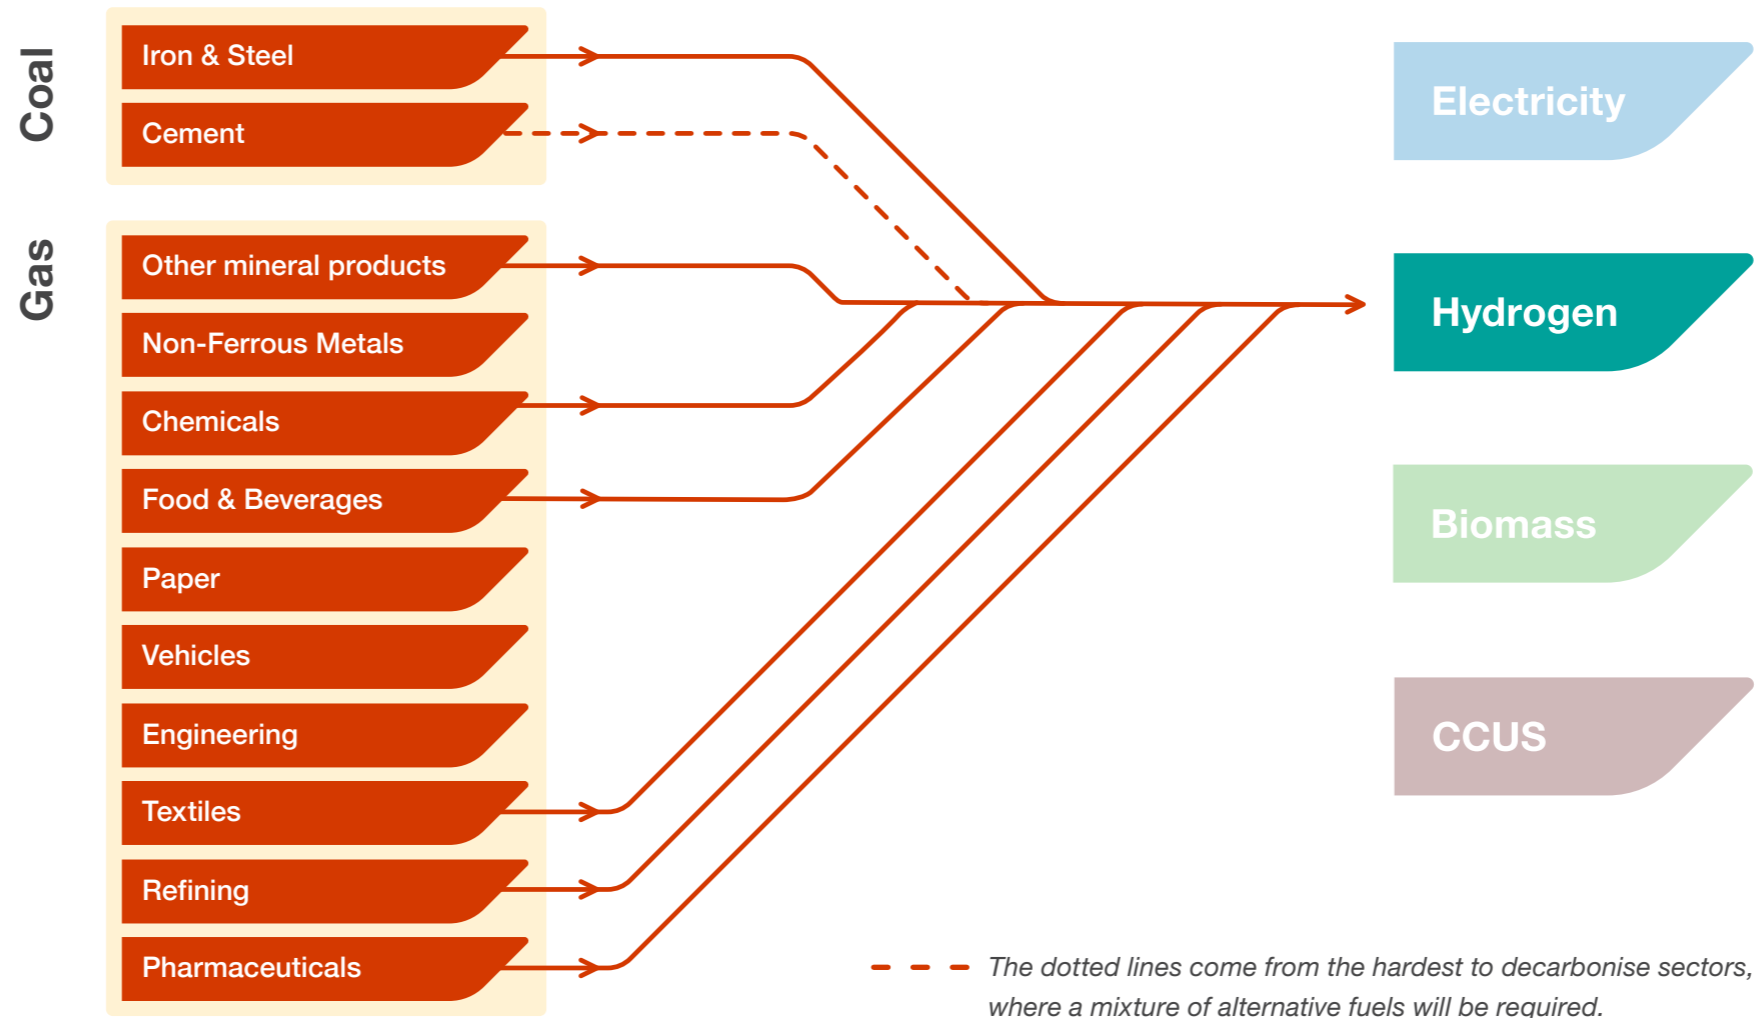 Coal
Iron & Steel
Cement
Gas
Other mineral products
Non-Ferrous Metals
Chemicals
Food & Beverages
Paper
Vehicles
Engineering
Textiles
Refining
Pharmaceuticals
Electricity
Hydrogen
Biomass
CCUS
The dotted lines come from the hardest to decarbonise sectors,
where a mixture of alternative fuels will be required.